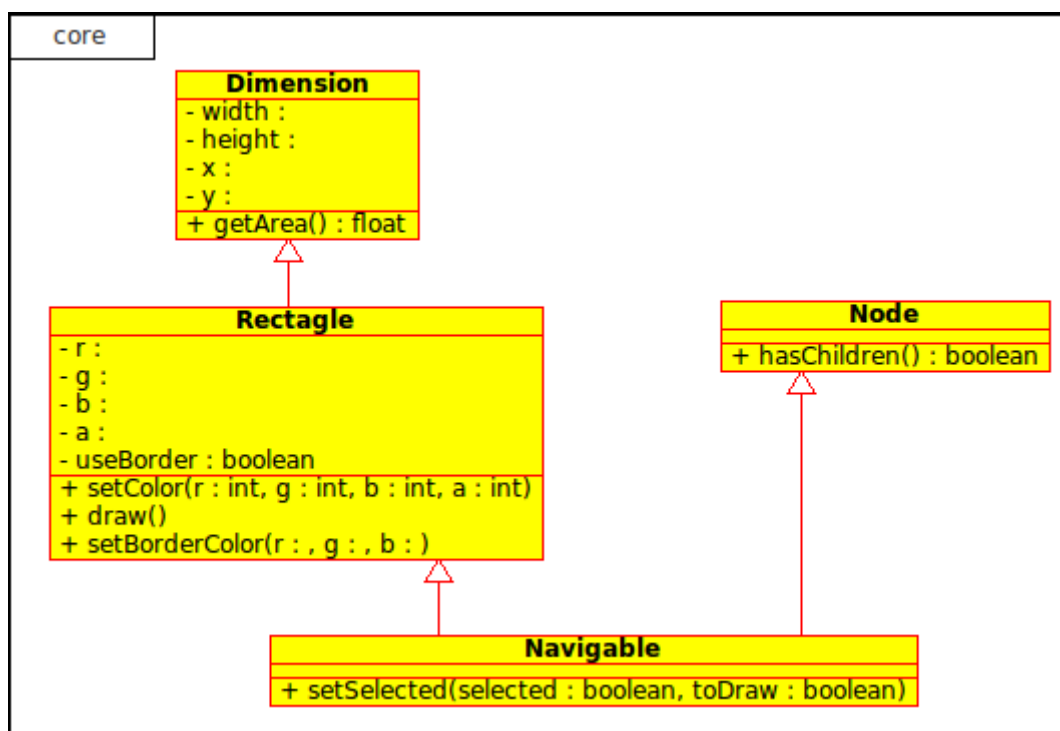 core
Dimension
- width :
- height :
- x :
- y :
+ getArea() : float
Rectagle
- r :
- g :
- b :
- a :
- useBorder : boolean
+ setColor(r : int, g : int, b : int, a : int)
+ draw()
+ setBorderColor(r : , g : , b : )
Node
+ hasChildren() : boolean
Navigable
+ setSelected(selected : boolean, toDraw : boolean)